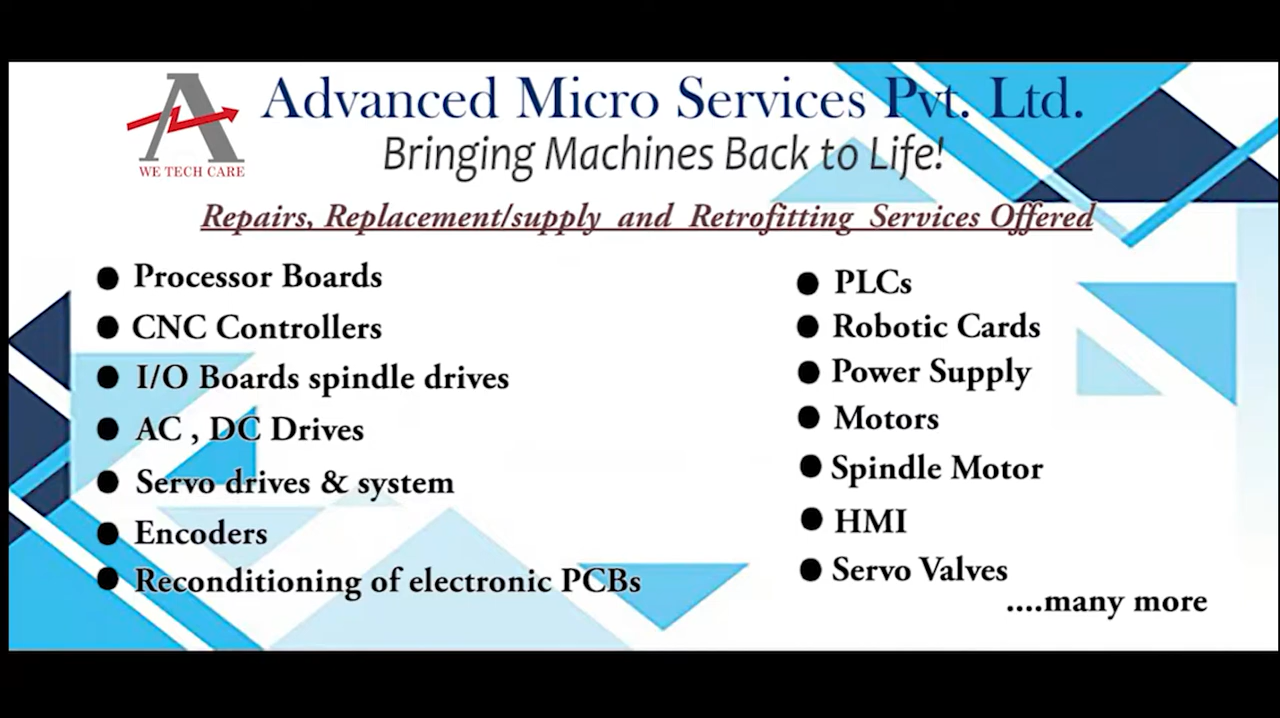 Advanced Micro Services Pvt. Ltd.
Bringing Machines Back to Life!
WE TECH CARE
Repairs, Replacement/supply and Retrofitting Services Offered
● Processor Boards
● CNC Controllers
● I/O Boards spindle drives
● AC , DC Drives
● Servo drives & system
● Encoders
● Reconditioning of electronic PCBs
● PLCs
● Robotic Cards
● Power Supply
● Motors
● Spindle Motor
● HMI
● Servo Valves
....many more